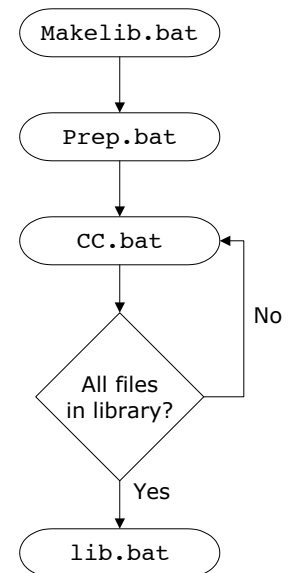 Makelib.bat
Prep.bat
CC.bat
No
All files
in library?
Yes
lib.bat